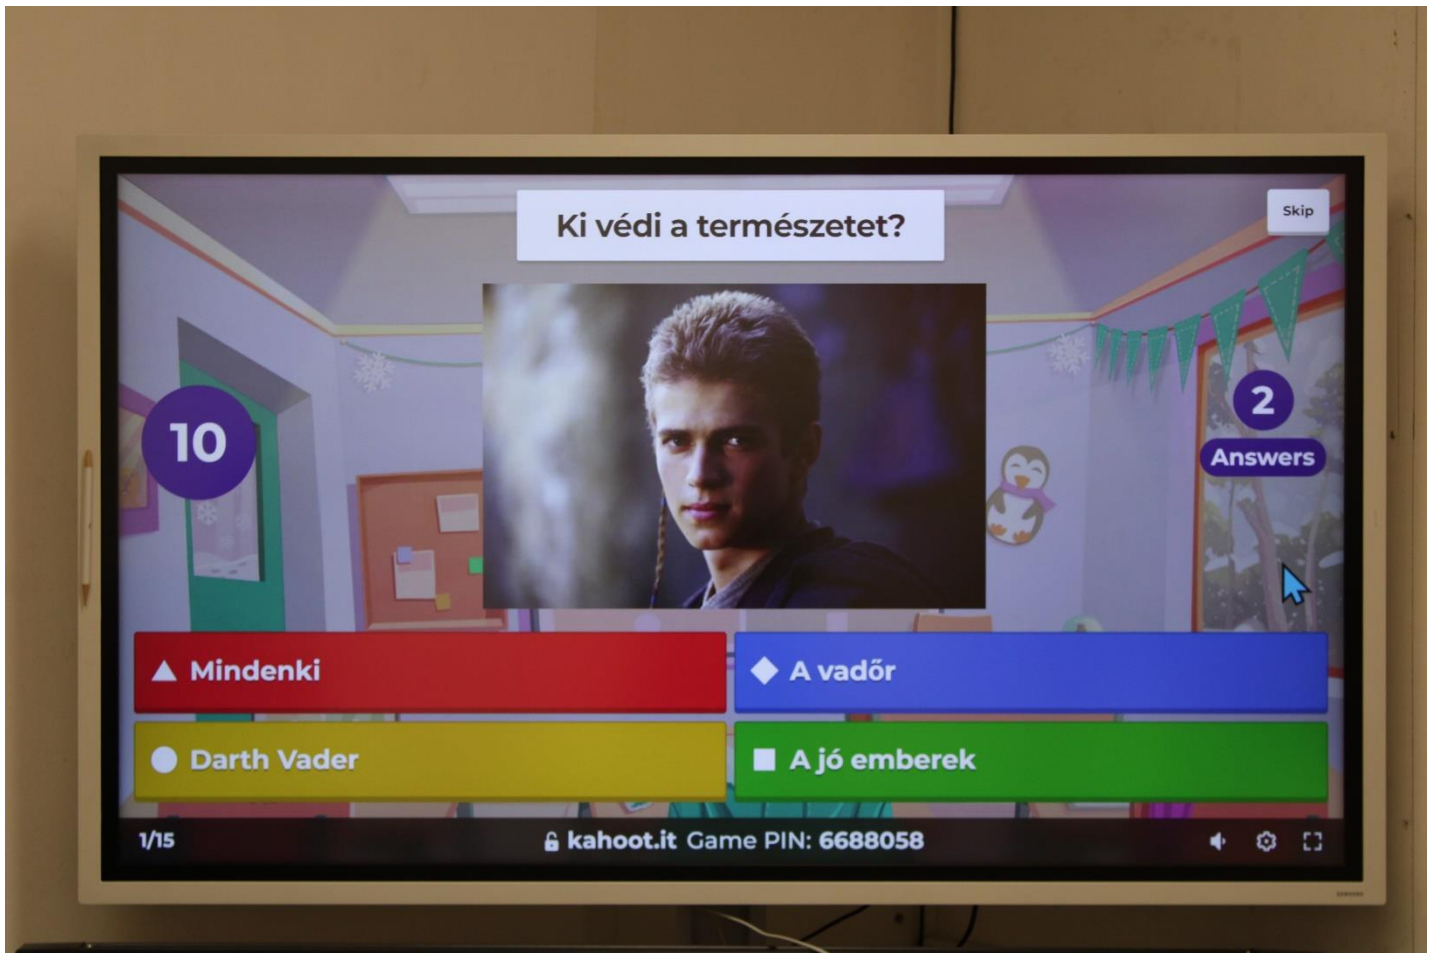 Ki védi a természetet?
Skip
10
2
Answers
Mindenki
A vadőr
Darth Vader
A jó emberek
1/15
kahoot.it Game PIN: 6688058
SAMSUNG